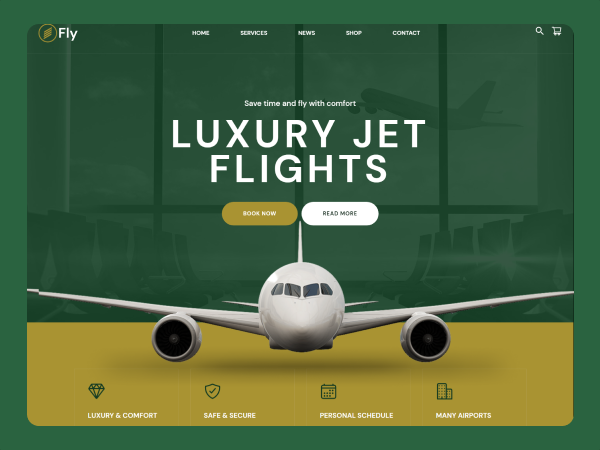 Fly
HOME SERVICES NEWS SHOP CONTACT
Save time and fly with comfort
LUXURY JET
FLIGHTS
BOOK NOW READ MORE
LUXURY & COMFORT SAFE & SECURE PERSONAL SCHEDULE MANY AIRPORTS